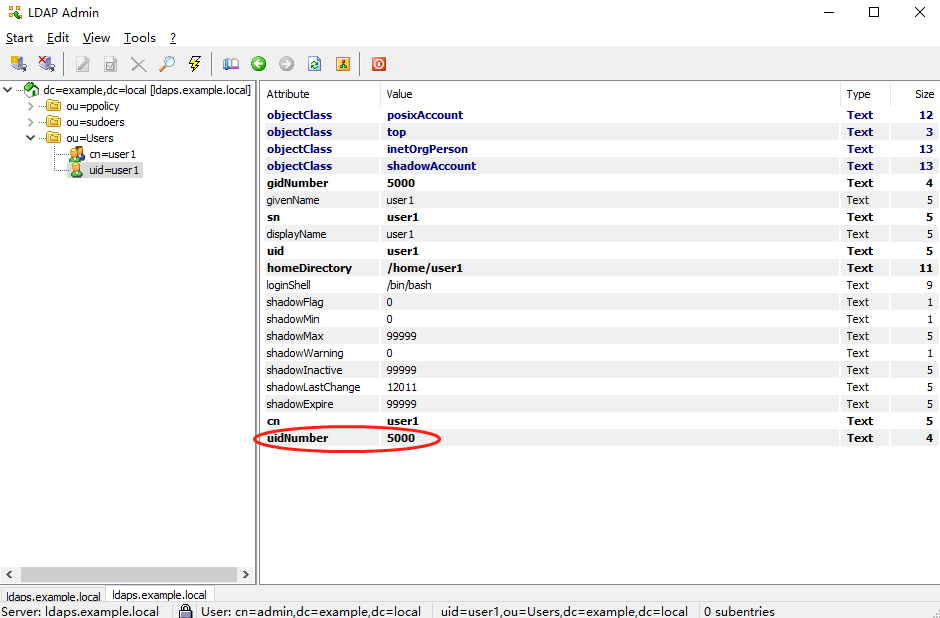 LDAP Admin
Start Edit View Tools ?
dc=example,dc=local [ldaps.example.local]
ou=ppolicy
ou=sudoers
ou=Users
cn=user1
uid=user1
Attribute Value Type Size
objectClass posixAccount Text 12
objectClass top Text 3
objectClass inetOrgPerson Text 13
objectClass shadowAccount Text 13
gidNumber 5000 Text 4
givenName user1 Text 5
sn user1 Text 5
displayName user1 Text 5
uid user1 Text 5
homeDirectory /home/user1 Text 11
loginShell /bin/bash Text 9
shadowFlag 0 Text 1
shadowMin 0 Text 1
shadowMax 99999 Text 5
shadowWarning 0 Text 1
shadowInactive 99999 Text 5
shadowLastChange 12011 Text 5
shadowExpire 99999 Text 5
cn user1 Text 5
uidNumber 5000 Text 4
ldaps.example.local ldaps.example.local
Server: ldaps.example.local User: cn=admin,dc=example,dc=local uid=user1,ou=Users,dc=example,dc=local 0 subentries